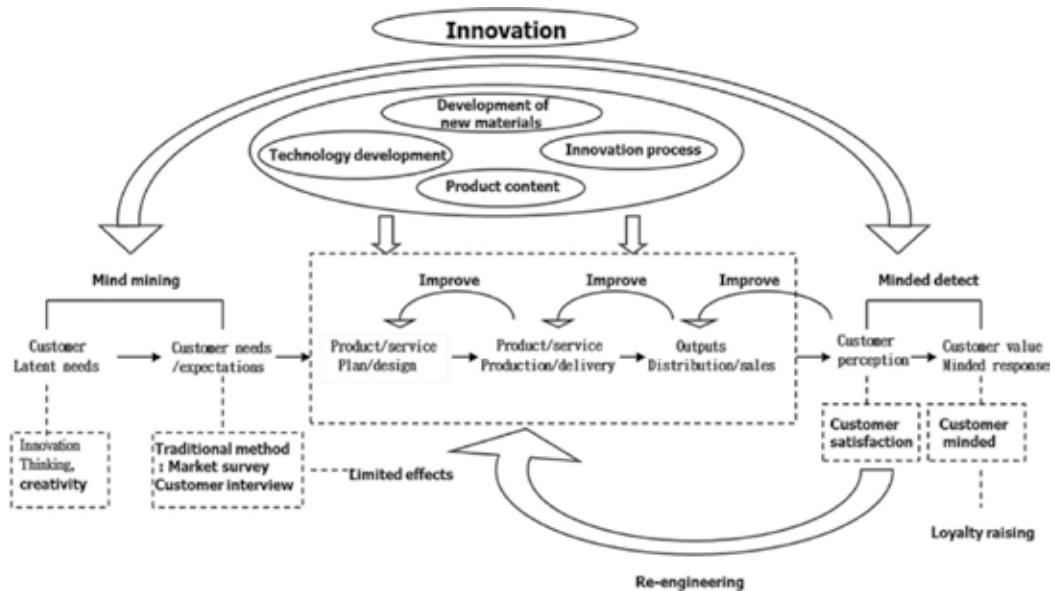 Innovation
Development of
new materials
Technology development
Innovation process
Product content
Mind mining
Improve
Improve
Improve
Minded detect
Customer
Latent needs
Customer needs
/expectations
Product/service
Plan/design
Product/service
Production/delivery
Outputs
Distribution/sales
Customer
perception
Customer value
Minded response
Innovation
Thinking,
creativity
Traditional method
: Market survey
Customer interview
Limited effects
Customer
satisfaction
Customer
minded
Loyalty raising
Re-engineering